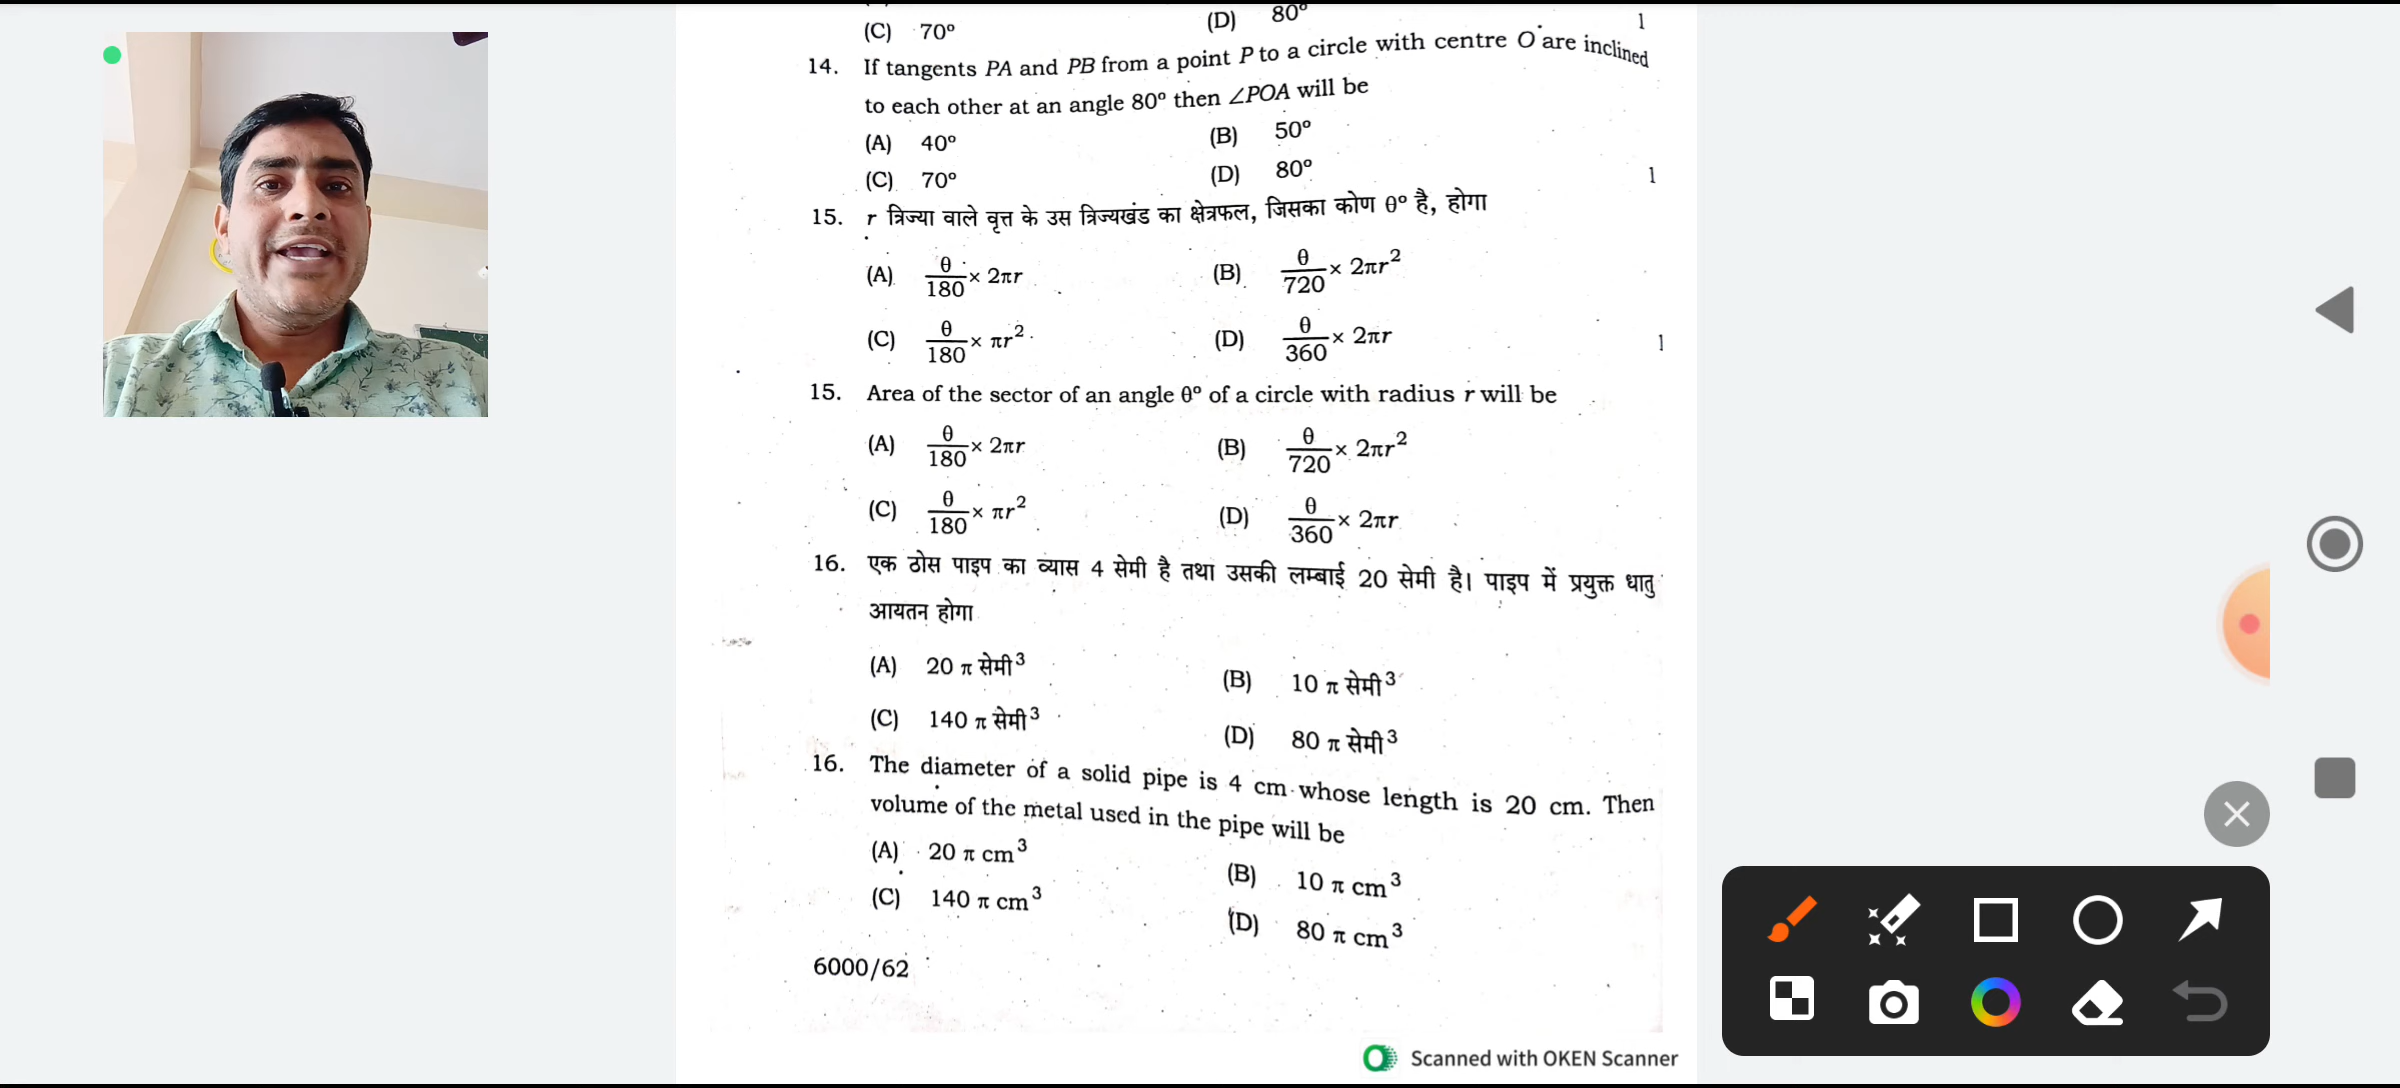 (C) 70° (D) 80°
1
14. If tangents PA and PB from a point P to a circle with centre O are inclined
to each other at an angle 80° then ∠POA will be
(A) 40° (B) 50°
(C) 70° (D) 80°
1
15. r त्रिज्या वाले वृत्त के उस त्रिज्यखंड का क्षेत्रफल, जिसका कोण θ° है, होगा
(A) θ/180 × 2πr (B) θ/720 × 2πr²
(C) θ/180 × πr² (D) θ/360 × 2πr
1
15. Area of the sector of an angle θ° of a circle with radius r will be
(A) θ/180 × 2πr (B) θ/720 × 2πr²
(C) θ/180 × πr² (D) θ/360 × 2πr
16. एक ठोस पाइप का व्यास 4 सेमी है तथा उसकी लम्बाई 20 सेमी है। पाइप में प्रयुक्त धातु
आयतन होगा
(A) 20 π सेमी³ (B) 10 π सेमी³
(C) 140 π सेमी³ (D) 80 π सेमी³
16. The diameter of a solid pipe is 4 cm whose length is 20 cm. Then
volume of the metal used in the pipe will be
(A) 20 π cm³ (B) 10 π cm³
(C) 140 π cm³ (D) 80 π cm³
6000/62
Scanned with OKEN Scanner